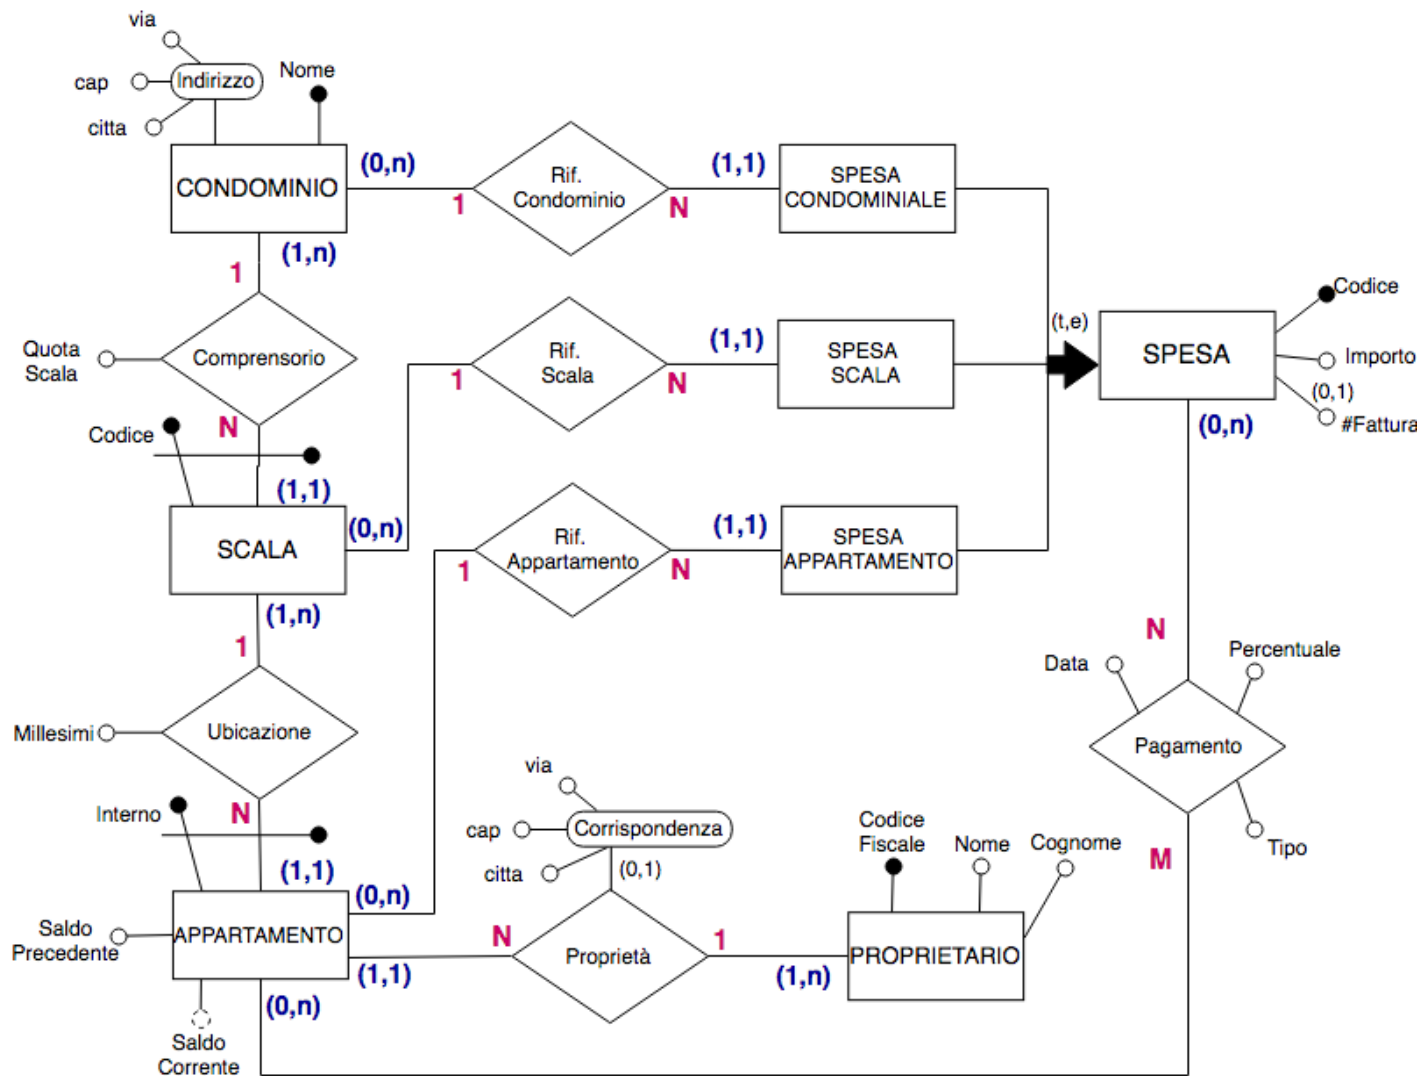 via
cap
Indirizzo
citta
Nome
CONDOMINIO
(0,n)
1
Rif.
Condominio
N
(1,1)
SPESA
CONDOMINIALE
(1,n)
1
Quota
Scala
Comprensorio
N
1
Rif.
Scala
N
(1,1)
SPESA
SCALA
(t,e)
SPESA
Codice
Importo
(0,1)
#Fattura
(0,n)
Codice
(1,1)
SCALA
(0,n)
(1,n)
1
Rif.
Appartamento
N
(1,1)
SPESA
APPARTAMENTO
1
Millesimi
Ubicazione
N
Interno
(1,1)
(0,n)
N
Data
Percentuale
Pagamento
Tipo
M
via
cap
Corrispondenza
citta
(0,1)
Codice
Fiscale
Nome
Cognome
Saldo
Precedente
APPARTAMENTO
(1,1)
N
Proprietà
1
(1,n)
PROPRIETARIO
(0,n)
Saldo
Corrente